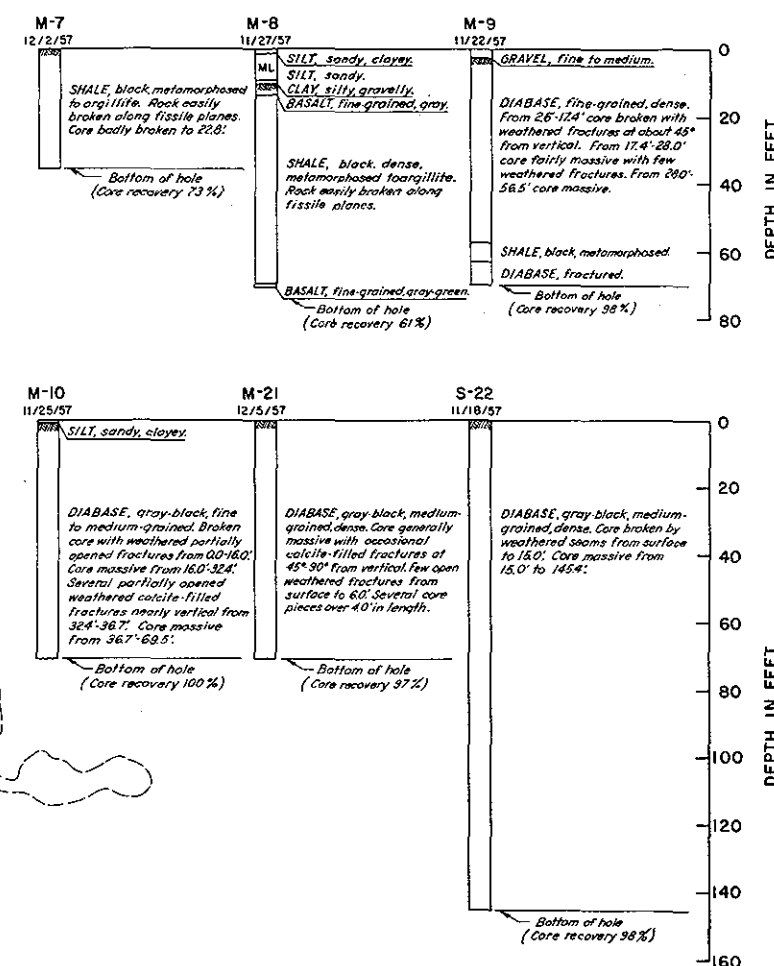 M-7
12/2/57
SHALE, black, metamorphosed
to argillite. Rock easily
broken along fissile planes.
Core badly broken to 22.8'.
Bottom of hole
(Core recovery 73%)
M-8
11/27/57
SILT, sandy, clayey.
ML
SILT, sandy.
CLAY, silty, gravelly.
BASALT, fine-grained, gray.
SHALE, black, dense,
metamorphosed to argillite.
Rock easily broken along
fissile planes.
BASALT, fine-grained, gray-green.
Bottom of hole
(Core recovery 61%)
M-9
11/22/57
GRAVEL, fine to medium.
DIABASE, fine-grained, dense.
From 2.6'-17.4' core broken with
weathered fractures at about 45°
from vertical. From 17.4'-28.0'
core fairly massive with few
weathered fractures. From 28.0'-
56.5' core massive.
SHALE, black, metamorphosed.
DIABASE, fractured.
Bottom of hole
(Core recovery 98%)
0
20
40
60
80
DEPTH IN FEET
M-10
11/25/57
SILT, sandy, clayey.
DIABASE, gray-black, fine
to medium-grained. Broken
core with weathered partially
opened fractures from 0.0'-16.0'.
Core massive from 16.0'-32.4'.
Several partially opened
weathered calcite-filled
fractures nearly vertical from
32.4'-36.7'. Core massive
from 36.7'-69.5'.
Bottom of hole
(Core recovery 100%)
M-21
12/5/57
DIABASE, gray-black, medium-
grained, dense. Core generally
massive with occasional
calcite-filled fractures at
45°-90° from vertical. Few open
weathered fractures from
surface to 6.0'. Several core
pieces over 4.0' in length.
Bottom of hole
(Core recovery 97%)
S-22
11/18/57
DIABASE, gray-black, medium-
grained, dense. Core broken by
weathered seams from surface
to 15.0'. Core massive from
15.0' to 145.4'.
Bottom of hole
(Core recovery 98%)
0
20
40
60
80
100
120
140
160
DEPTH IN FEET